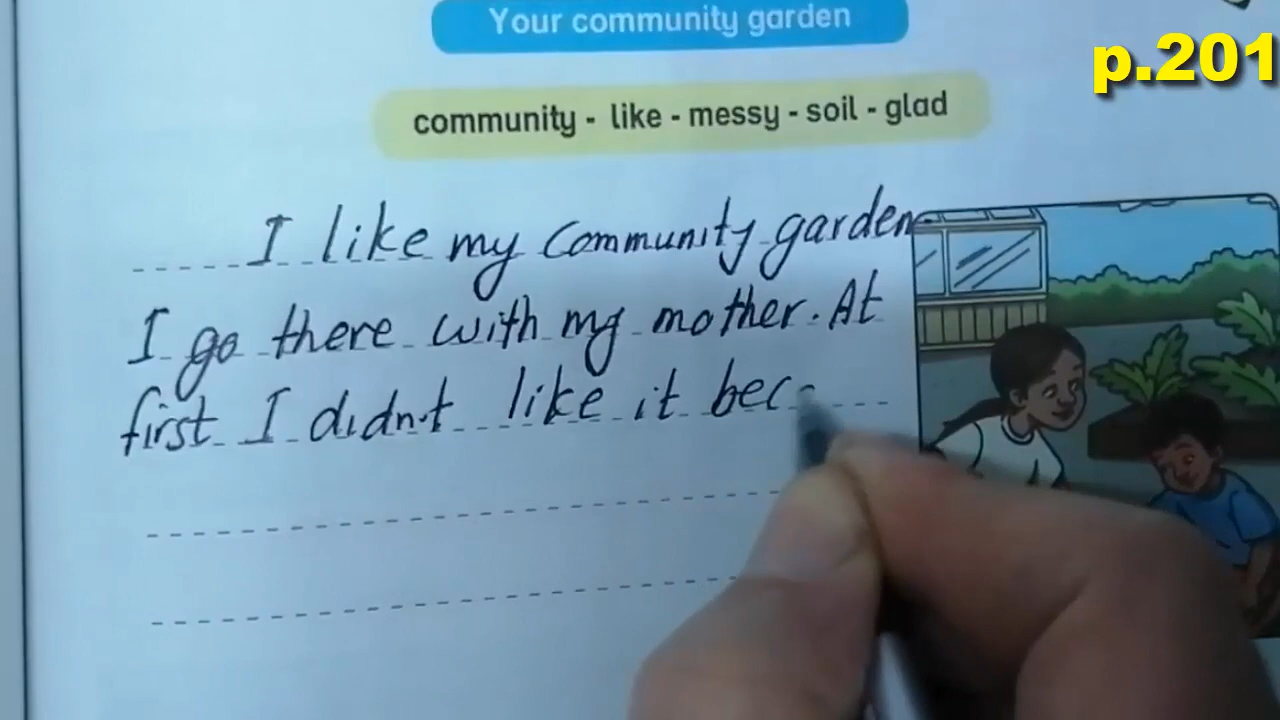 Your community garden
p.201
community - like - messy - soil - glad
I like my community garden
I go there with my mother. At
first I didn't like it bec